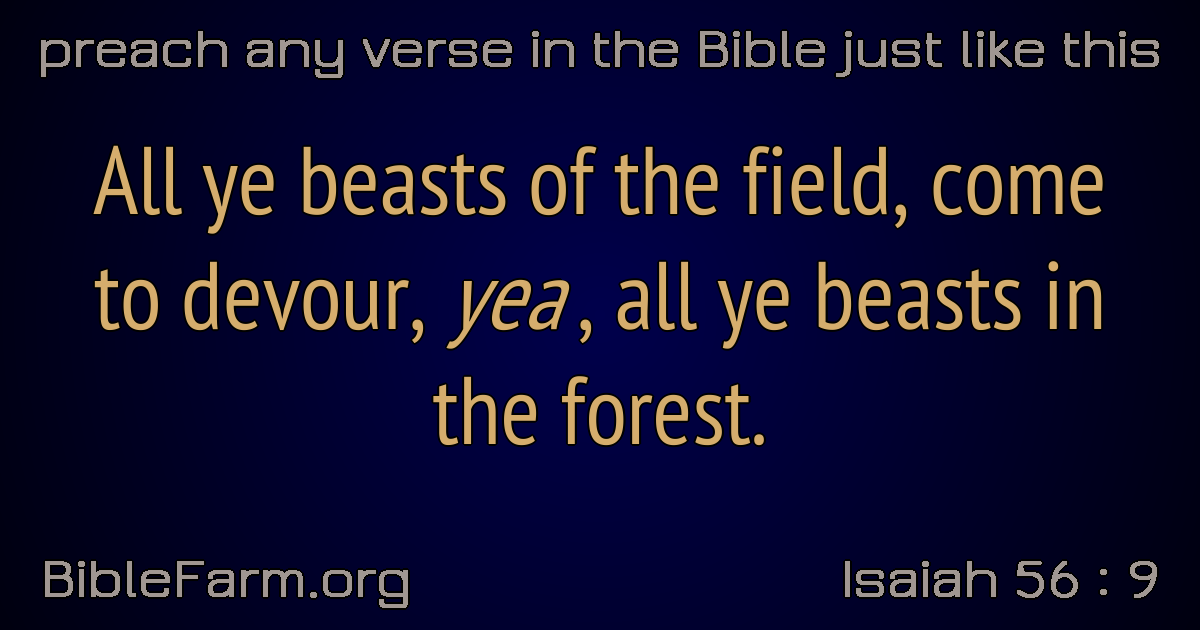 preach any verse in the Bible just like this
All ye beasts of the field, come
to devour, yea , all ye beasts in
the forest.
BibleFarm.org
Isaiah 56 : 9